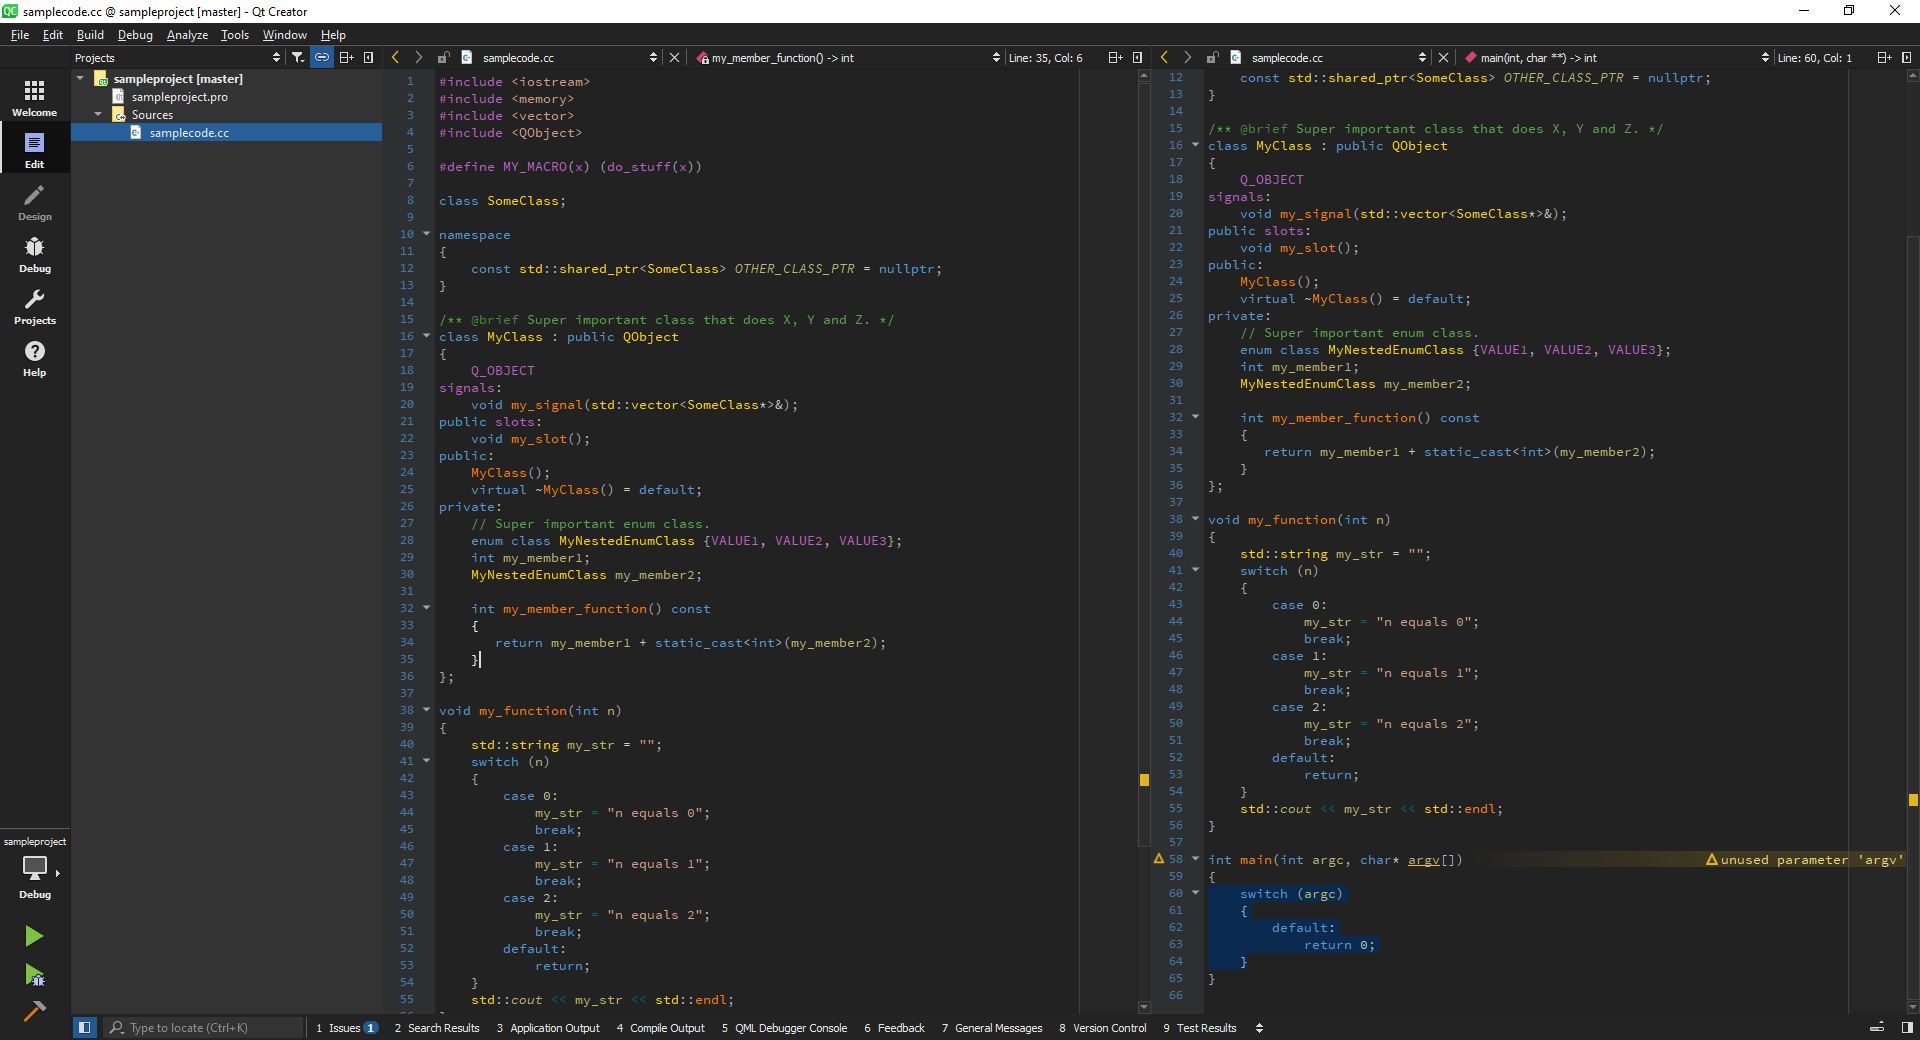 samplecode.cc @ sampleproject [master] - Qt Creator
File Edit Build Debug Analyze Tools Window Help
Projects
samplecode.cc
my_member_function() -> int
Line: 35, Col: 6
samplecode.cc
main(int, char **) -> int
Line: 60, Col: 1
Welcome
Edit
Design
Debug
Projects
Help
sampleproject
Debug
sampleproject [master]
sampleproject.pro
Sources
samplecode.cc
1 #include <iostream>
2 #include <memory>
3 #include <vector>
4 #include <QObject>
5
6 #define MY_MACRO(x) (do_stuff(x))
7
8 class SomeClass;
9
10 namespace
11 {
12     const std::shared_ptr<SomeClass> OTHER_CLASS_PTR = nullptr;
13 }
14
15 /** @brief Super important class that does X, Y and Z. */
16 class MyClass : public QObject
17 {
18     Q_OBJECT
19 signals:
20     void my_signal(std::vector<SomeClass*>&);
21 public slots:
22     void my_slot();
23 public:
24     MyClass();
25     virtual ~MyClass() = default;
26 private:
27     // Super important enum class.
28     enum class MyNestedEnumClass {VALUE1, VALUE2, VALUE3};
29     int my_member1;
30     MyNestedEnumClass my_member2;
31
32     int my_member_function() const
33     {
34        return my_member1 + static_cast<int>(my_member2);
35     }
36 };
37
38 void my_function(int n)
39 {
40     std::string my_str = "";
41     switch (n)
42     {
43         case 0:
44             my_str = "n equals 0";
45             break;
46         case 1:
47             my_str = "n equals 1";
48             break;
49         case 2:
50             my_str = "n equals 2";
51             break;
52         default:
53             return;
54     }
55     std::cout << my_str << std::endl;
12     const std::shared_ptr<SomeClass> OTHER_CLASS_PTR = nullptr;
13 }
14
15 /** @brief Super important class that does X, Y and Z. */
16 class MyClass : public QObject
17 {
18     Q_OBJECT
19 signals:
20     void my_signal(std::vector<SomeClass*>&);
21 public slots:
22     void my_slot();
23 public:
24     MyClass();
25     virtual ~MyClass() = default;
26 private:
27     // Super important enum class.
28     enum class MyNestedEnumClass {VALUE1, VALUE2, VALUE3};
29     int my_member1;
30     MyNestedEnumClass my_member2;
31
32     int my_member_function() const
33     {
34        return my_member1 + static_cast<int>(my_member2);
35     }
36 };
37
38 void my_function(int n)
39 {
40     std::string my_str = "";
41     switch (n)
42     {
43         case 0:
44             my_str = "n equals 0";
45             break;
46         case 1:
47             my_str = "n equals 1";
48             break;
49         case 2:
50             my_str = "n equals 2";
51             break;
52         default:
53             return;
54     }
55     std::cout << my_str << std::endl;
56 }
57
58 int main(int argc, char* argv[]) unused parameter 'argv'
59 {
60     switch (argc)
61     {
62         default:
63             return 0;
64     }
65 }
66
Type to locate (Ctrl+K)
1 Issues 1 2 Search Results 3 Application Output 4 Compile Output 5 QML Debugger Console 6 Feedback 7 General Messages 8 Version Control 9 Test Results